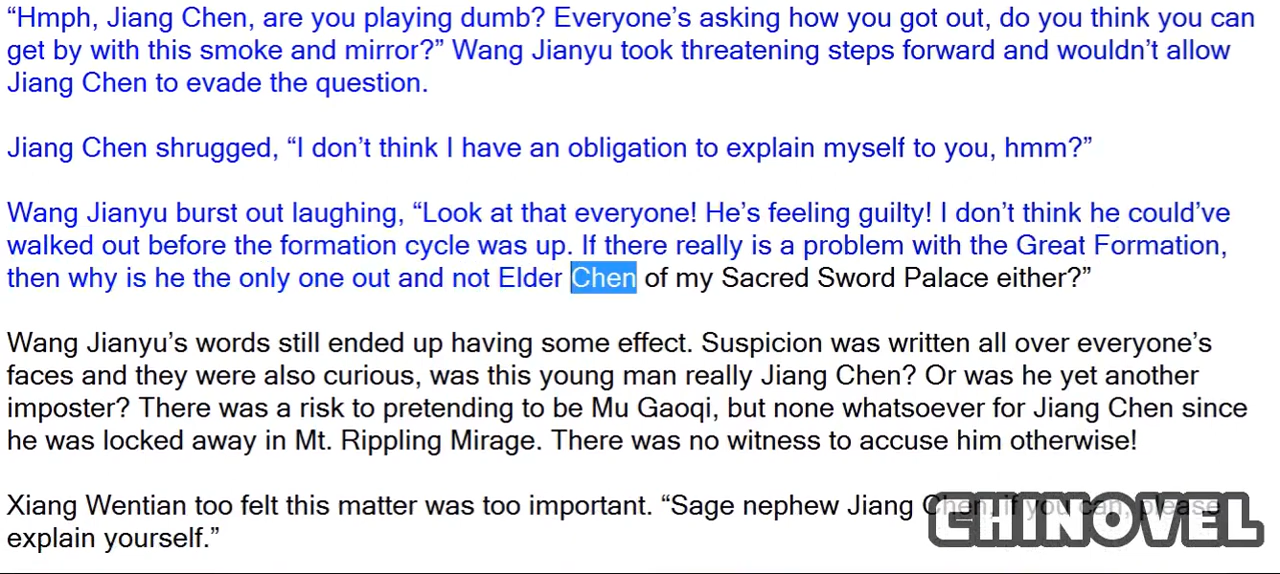 “Hmph, Jiang Chen, are you playing dumb? Everyone’s asking how you got out, do you think you can
get by with this smoke and mirror?” Wang Jianyu took threatening steps forward and wouldn’t allow
Jiang Chen to evade the question.
Jiang Chen shrugged, “I don’t think I have an obligation to explain myself to you, hmm?”
Wang Jianyu burst out laughing, “Look at that everyone! He’s feeling guilty! I don’t think he could’ve
walked out before the formation cycle was up. If there really is a problem with the Great Formation,
then why is he the only one out and not Elder Chen of my Sacred Sword Palace either?”
Wang Jianyu’s words still ended up having some effect. Suspicion was written all over everyone’s
faces and they were also curious, was this young man really Jiang Chen? Or was he yet another
imposter? There was a risk to pretending to be Mu Gaoqi, but none whatsoever for Jiang Chen since
he was locked away in Mt. Rippling Mirage. There was no witness to accuse him otherwise!
Xiang Wentian too felt this matter was too important. “Sage nephew Jiang Chen, if you can, please
explain yourself.”
CHINOVEL